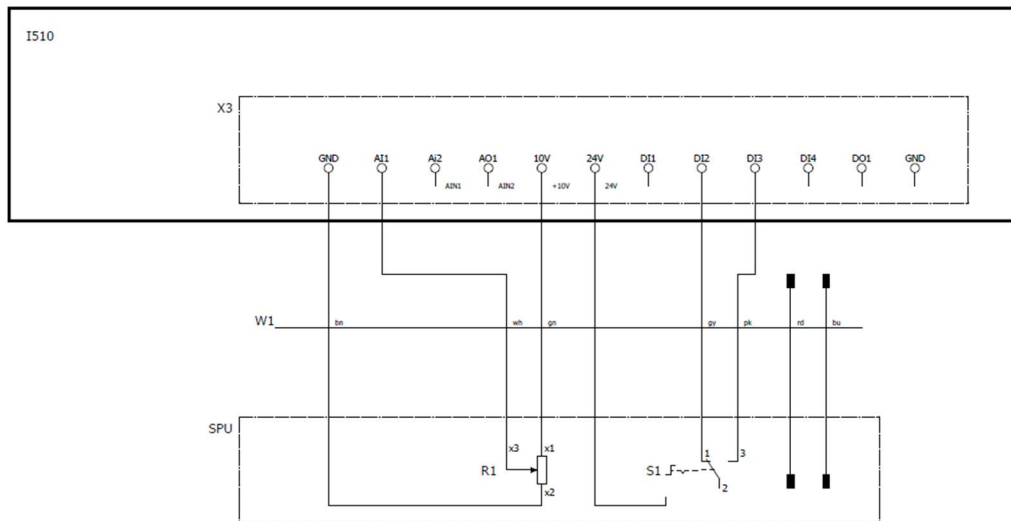 I510
X3
GND AI1 Ai2 AO1 10V 24V DI1 DI2 DI3 DI4 DO1 GND
AIN1 AIN2 +10V 24V
W1 bn wh gn gy pk rd bu
SPU
x3 x1 1 3
R1 S1
x2 2